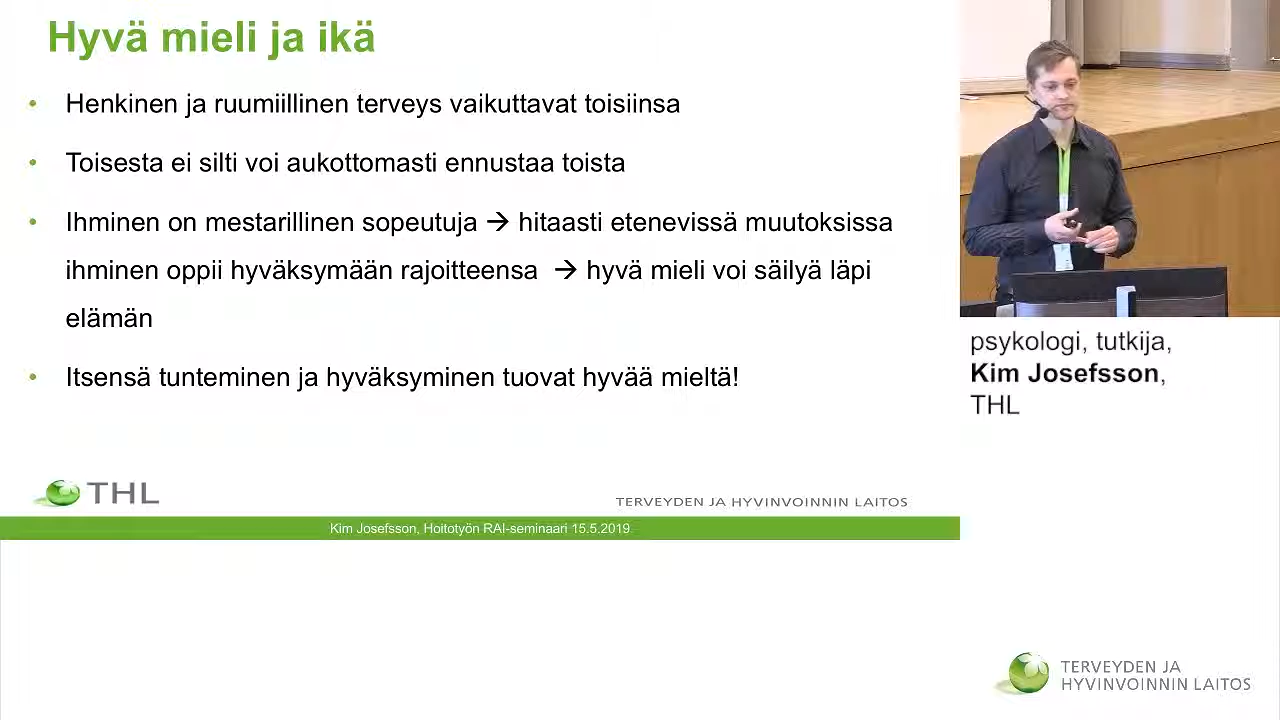 Hyvä mieli ja ikä
• Henkinen ja ruumiillinen terveys vaikuttavat toisiinsa
• Toisesta ei silti voi aukottomasti ennustaa toista
• Ihminen on mestarillinen sopeutuja → hitaasti etenevissä muutoksissa
ihminen oppii hyväksymään rajoitteensa → hyvä mieli voi säilyä läpi
elämän
• Itsensä tunteminen ja hyväksyminen tuovat hyvää mieltä!
THL
TERVEYDEN JA HYVINVOINNIN LAITOS
Kim Josefsson, Hoitotyön RAI-seminaari 15.5.2019
psykologi, tutkija,
Kim Josefsson,
THL
TERVEYDEN JA
HYVINVOINNIN LAITOS